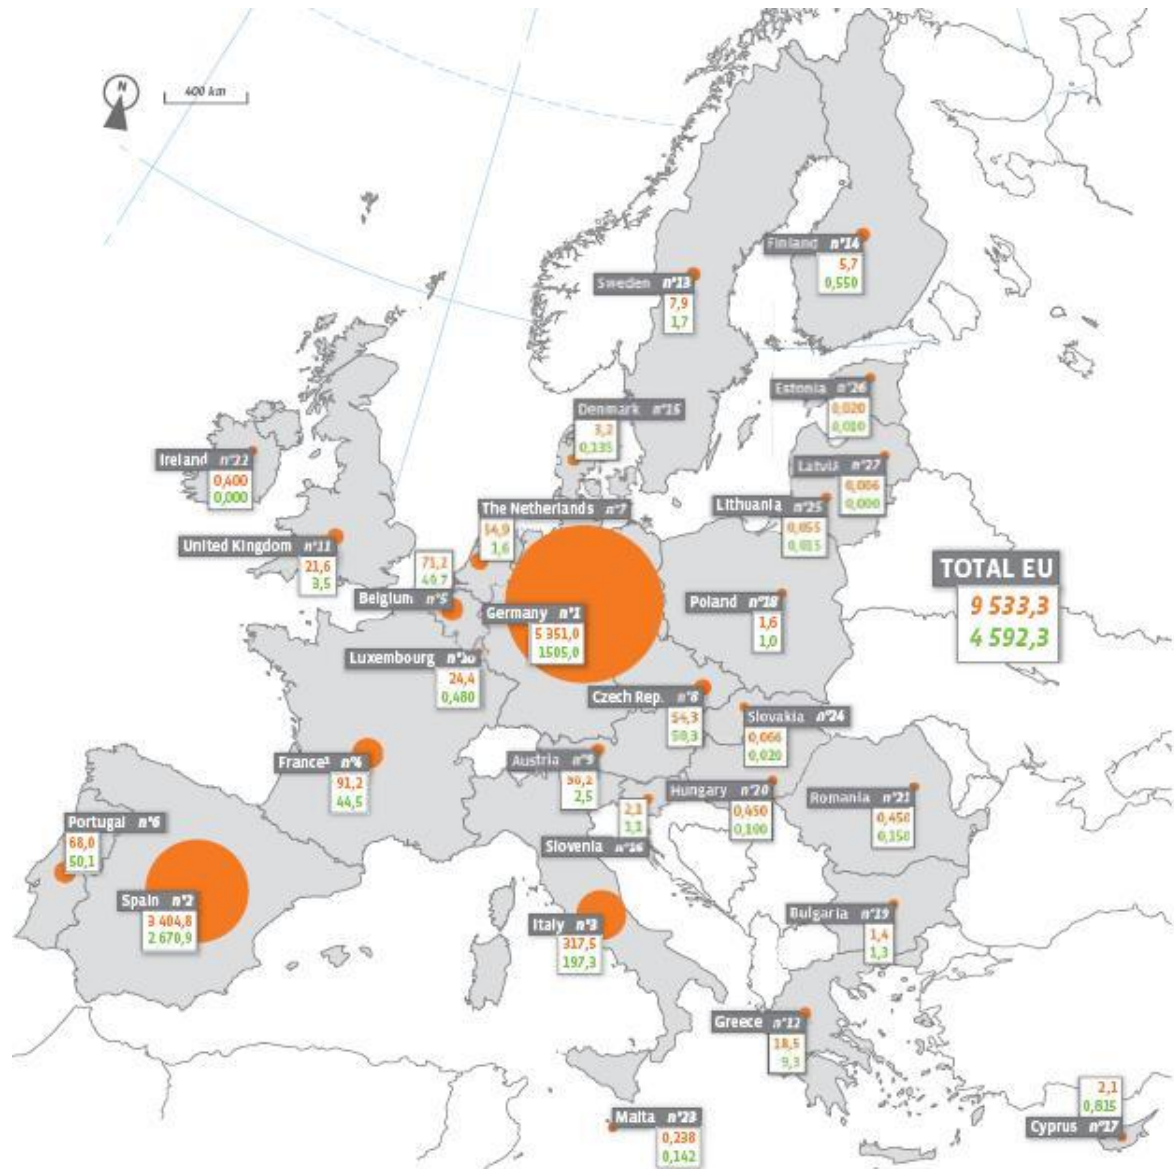 N
400 km
Finland n°14
5,7
0,550
Sweden n°13
7,9
1,7
Estonia n°26
0,020
0,010
Denmark n°15
3,2
0,135
Ireland n°22
0,400
0,000
Latvia n°27
0,006
0,000
Lithuania n°25
0,055
0,015
The Netherlands n°7
54,9
1,6
United Kingdom n°11
21,6
3,5
71,2
49,7
Belgium n°5
Germany n°1
5 351,0
1505,0
Poland n°18
1,6
1,0
TOTAL EU
9 533,3
4 592,3
Luxembourg n°10
24,4
0,480
Czech Rep. n°8
54,3
50,3
Slovakia n°24
0,066
0,020
France² n°4
91,2
44,5
Austria n°9
2,5
Hungary n°20
0,450
0,100
Romania n°21
0,450
2,1
1,1
Slovenia n°16
Portugal n°6
68,0
50,1
Spain n°2
3 404,8
2 670,9
Italy n°3
317,5
197,3
Bulgaria n°19
1,4
1,3
Greece n°12
18,5
9,3
Malta n°23
0,238
0,142
2,1
Cyprus n°17